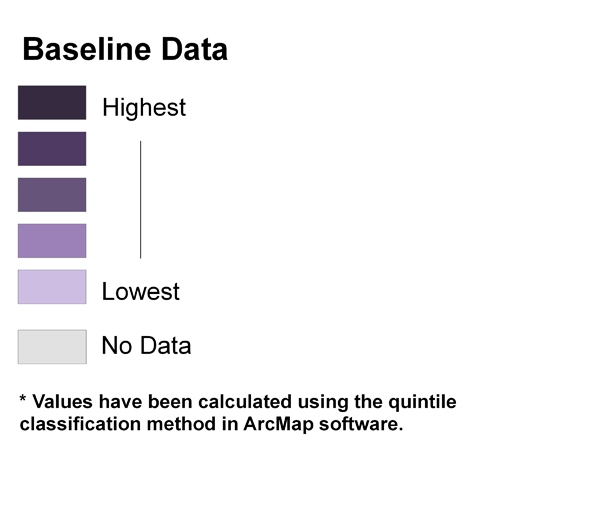 Baseline Data
Highest
Lowest
No Data
* Values have been calculated using the quintile
classification method in ArcMap software.